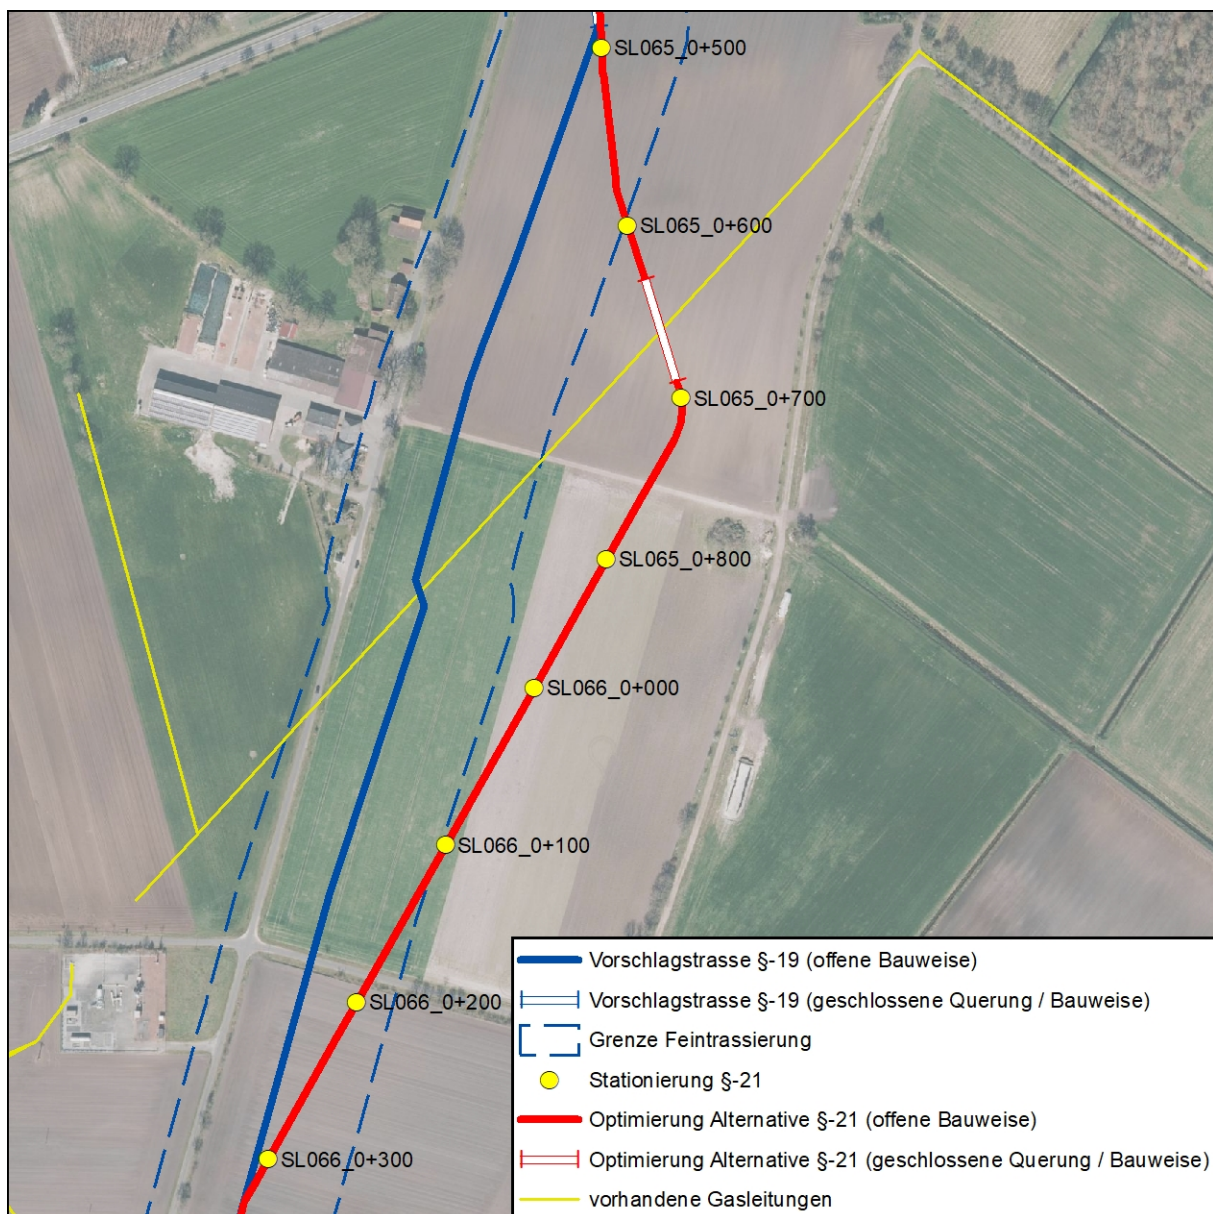 SL065_0+500
SL065_0+600
SL065_0+700
SL065_0+800
SL066_0+000
SL066_0+100
SL066_0+200
SL066_0+300
Vorschlagstrasse §-19 (offene Bauweise)
Vorschlagstrasse §-19 (geschlossene Querung / Bauweise)
Grenze Feintrassierung
Stationierung §-21
Optimierung Alternative §-21 (offene Bauweise)
Optimierung Alternative §-21 (geschlossene Querung / Bauweise)
vorhandene Gasleitungen